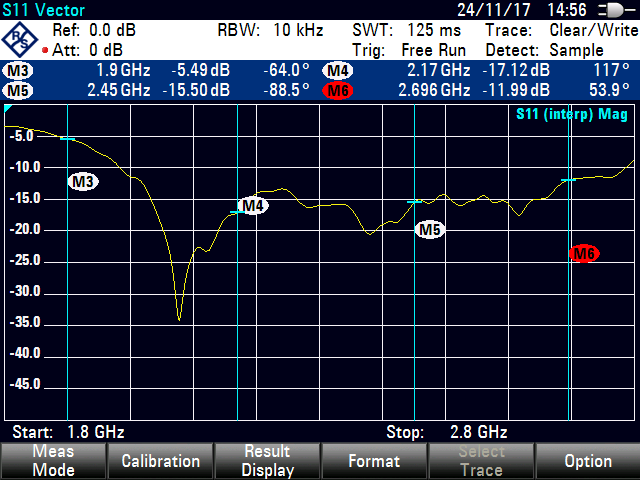 S11 Vector 24/11/17 14:56
R&S Ref: 0.0 dB RBW: 10 kHz SWT: 125 ms Trace: Clear/Write
Att: 0 dB Trig: Free Run Detect: Sample
M3 1.9 GHz -5.49 dB -64.0° M4 2.17 GHz -17.12 dB 117°
M5 2.45 GHz -15.50 dB -88.5° M6 2.696 GHz -11.99 dB 53.9°
S11 (interp) Mag
-5.0
-10.0
M3
-15.0
M4
-20.0
M5
-25.0
M6
-30.0
-35.0
-40.0
-45.0
Start: 1.8 GHz Stop: 2.8 GHz
Meas Mode
Calibration
Result Display
Format
Select Trace
Option